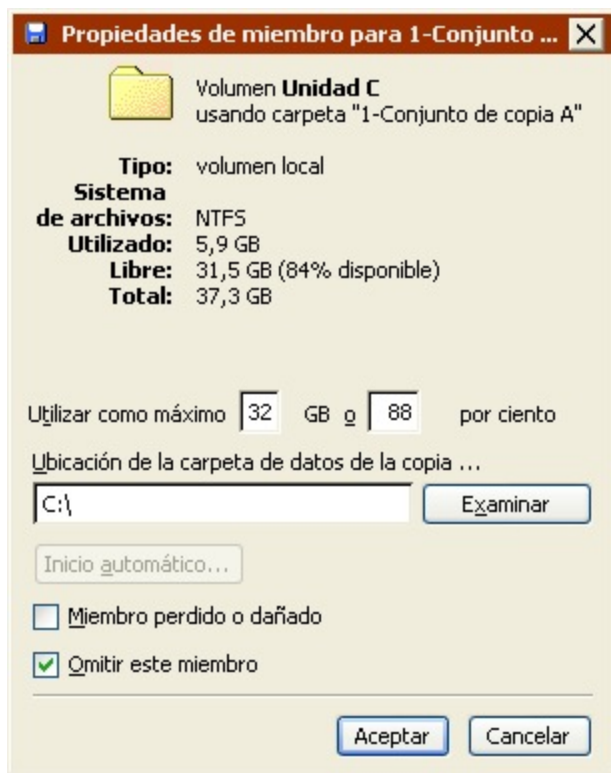 Propiedades de miembro para 1-Conjunto ...
Volumen Unidad C
usando carpeta "1-Conjunto de copia A"
Tipo: volumen local
Sistema
de archivos: NTFS
Utilizado: 5,9 GB
Libre: 31,5 GB (84% disponible)
Total: 37,3 GB
Utilizar como máximo 32 GB o 88 por ciento
Ubicación de la carpeta de datos de la copia ...
C:\ Examinar
Inicio automático...
Miembro perdido o dañado
Omitir este miembro
Aceptar Cancelar